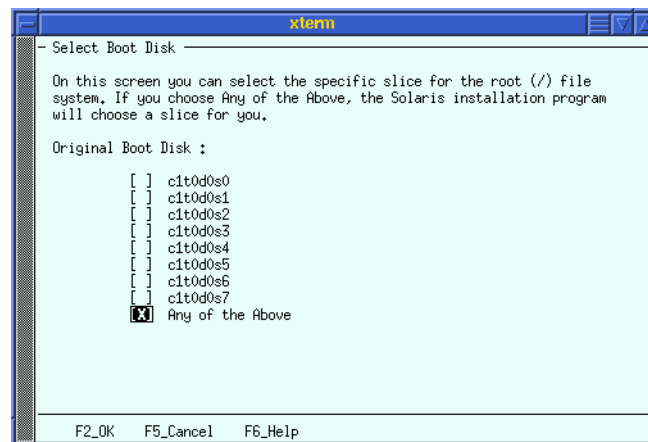 xterm
Select Boot Disk
On this screen you can select the specific slice for the root (/) file
system. If you choose Any of the Above, the Solaris installation program
will choose a slice for you.
Original Boot Disk :
[ ] c1t0d0s0
[ ] c1t0d0s1
[ ] c1t0d0s2
[ ] c1t0d0s3
[ ] c1t0d0s4
[ ] c1t0d0s5
[ ] c1t0d0s6
[ ] c1t0d0s7
[X] Any of the Above
F2_OK F5_Cancel F6_Help